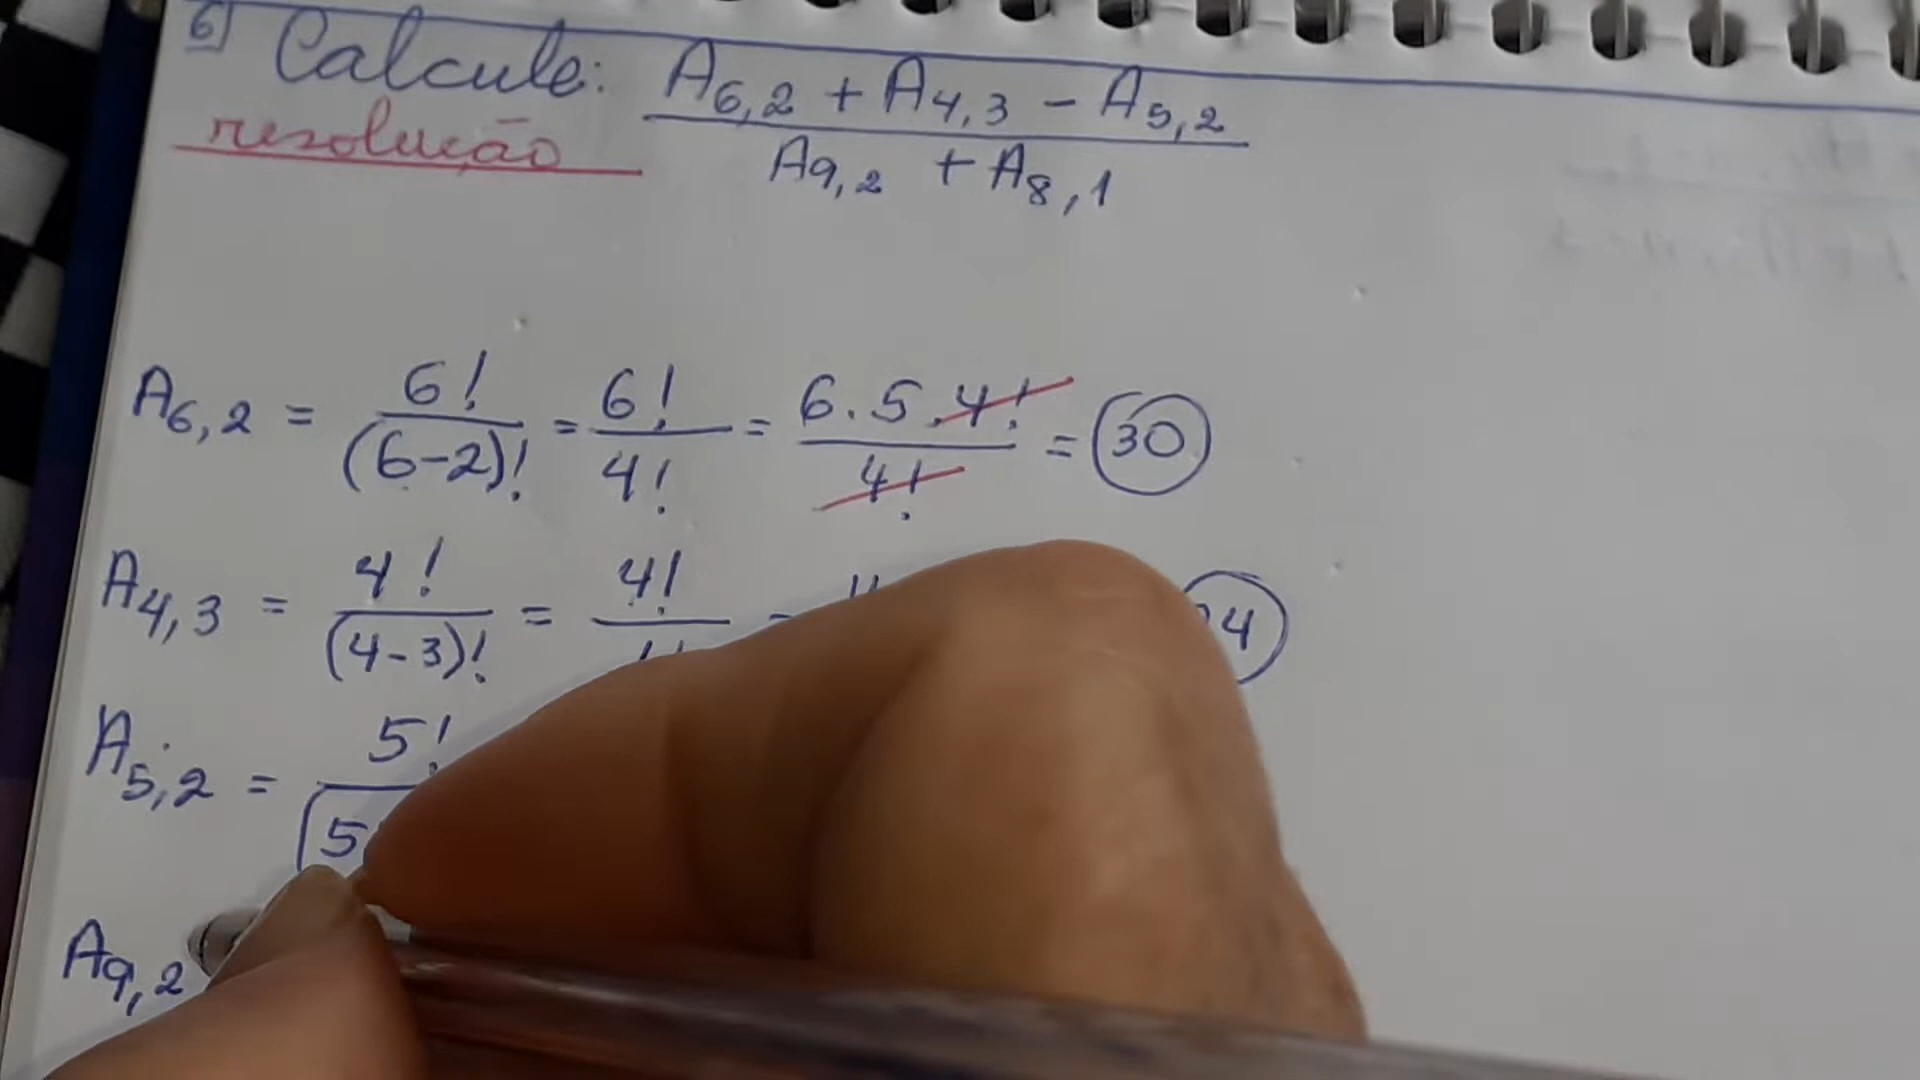 6) Calcule: A6,2 + A4,3 - A5,2
A9,2 + A8,1
resolução
A6,2 = 6! / (6-2)! = 6! / 4! = 6.5.4! / 4! = 30
A4,3 = 4! / (4-3)! = 4!
A5,2 = 5!
A9,2